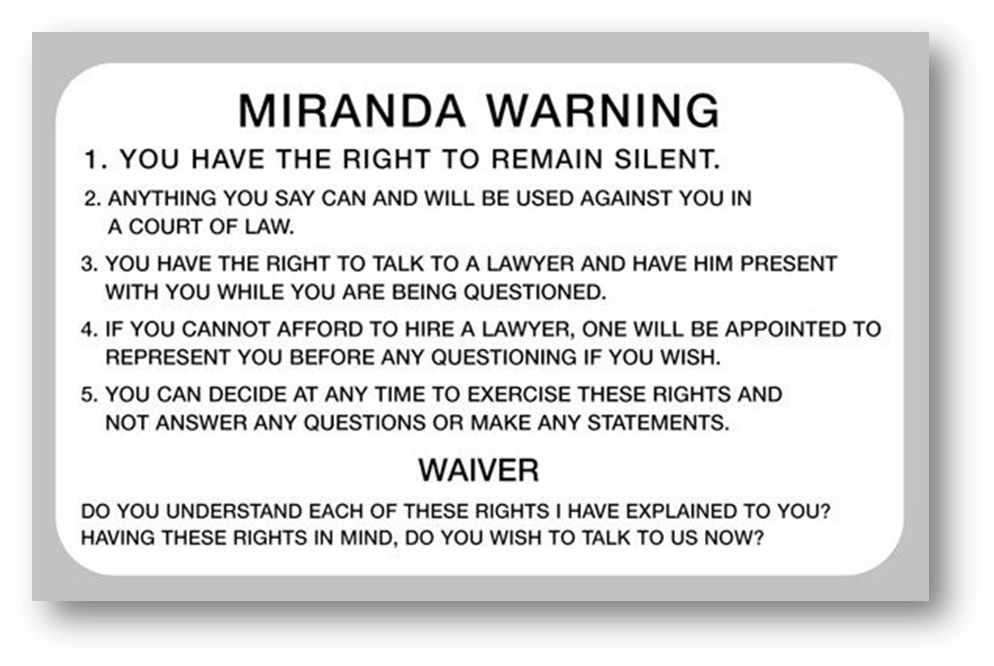 MIRANDA WARNING
1. YOU HAVE THE RIGHT TO REMAIN SILENT.
2. ANYTHING YOU SAY CAN AND WILL BE USED AGAINST YOU IN
A COURT OF LAW.
3. YOU HAVE THE RIGHT TO TALK TO A LAWYER AND HAVE HIM PRESENT
WITH YOU WHILE YOU ARE BEING QUESTIONED.
4. IF YOU CANNOT AFFORD TO HIRE A LAWYER, ONE WILL BE APPOINTED TO
REPRESENT YOU BEFORE ANY QUESTIONING IF YOU WISH.
5. YOU CAN DECIDE AT ANY TIME TO EXERCISE THESE RIGHTS AND
NOT ANSWER ANY QUESTIONS OR MAKE ANY STATEMENTS.
WAIVER
DO YOU UNDERSTAND EACH OF THESE RIGHTS I HAVE EXPLAINED TO YOU?
HAVING THESE RIGHTS IN MIND, DO YOU WISH TO TALK TO US NOW?